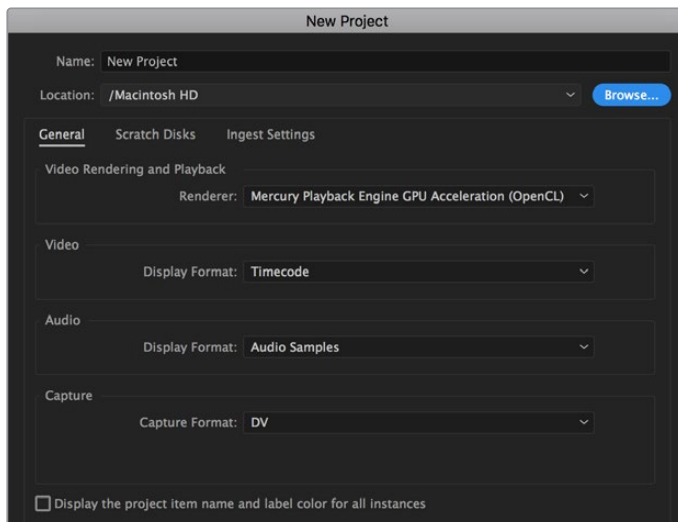 New Project
Name: New Project
Location: /Macintosh HD Browse...
General Scratch Disks Ingest Settings
Video Rendering and Playback
Renderer: Mercury Playback Engine GPU Acceleration (OpenCL)
Video
Display Format: Timecode
Audio
Display Format: Audio Samples
Capture
Capture Format: DV
Display the project item name and label color for all instances